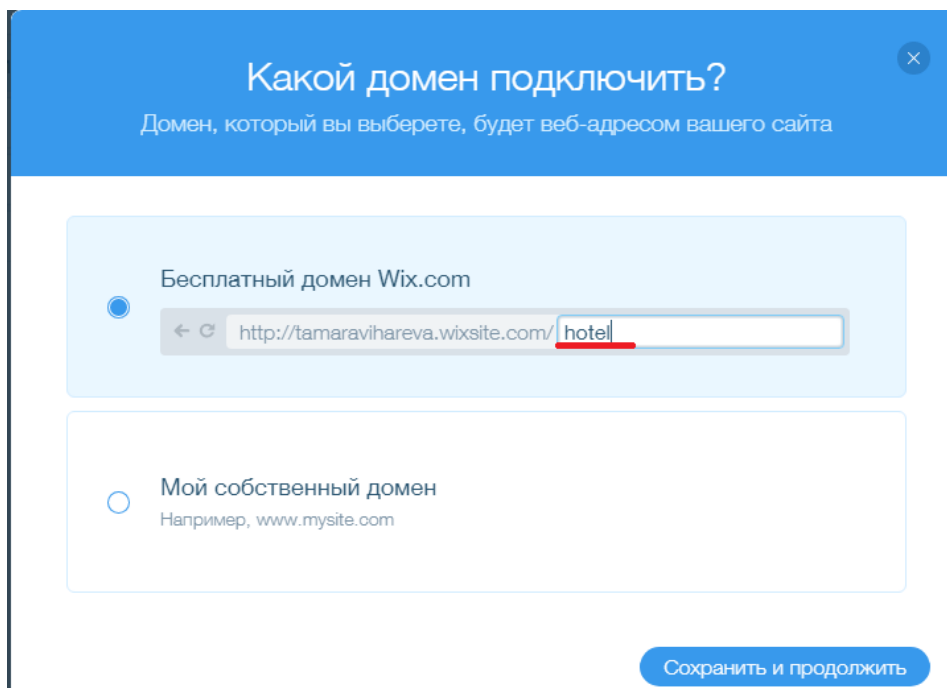 Какой домен подключить?
Домен, который вы выберете, будет веб-адресом вашего сайта
Бесплатный домен Wix.com
http://tamaravihareva.wixsite.com/ hotel
Мой собственный домен
Например, www.mysite.com
Сохранить и продолжить